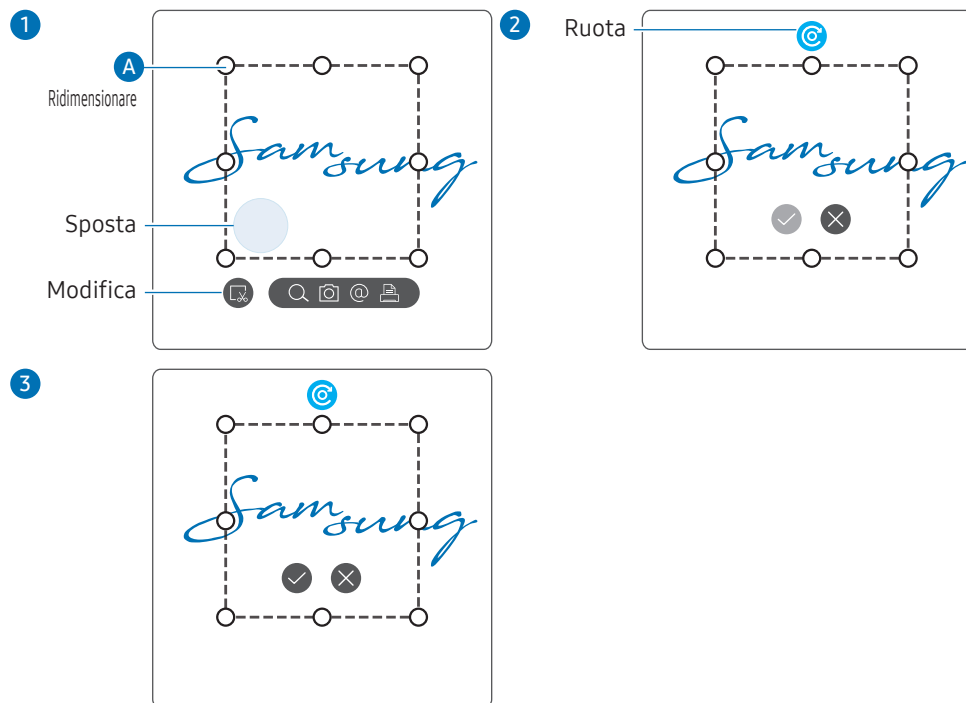 1
A
Ridimensionare
Samsung
Sposta
Modifica
@
2
Ruota
Samsung
3
Samsung